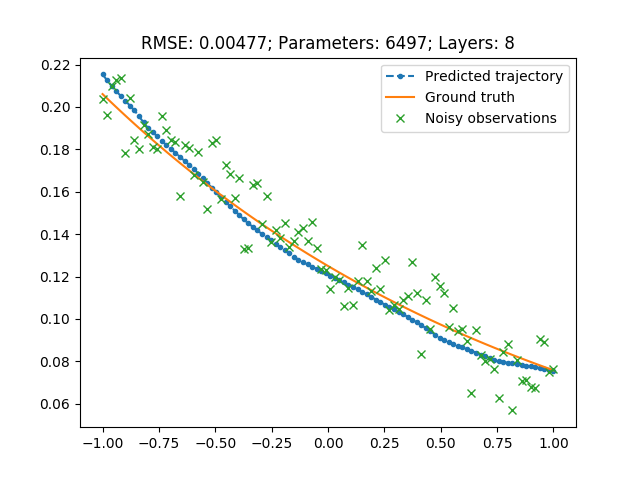 RMSE: 0.00477; Parameters: 6497; Layers: 8
Predicted trajectory
Ground truth
Noisy observations
0.22
0.20
0.18
0.16
0.14
0.12
0.10
0.08
0.06
−1.00 −0.75 −0.50 −0.25 0.00 0.25 0.50 0.75 1.00